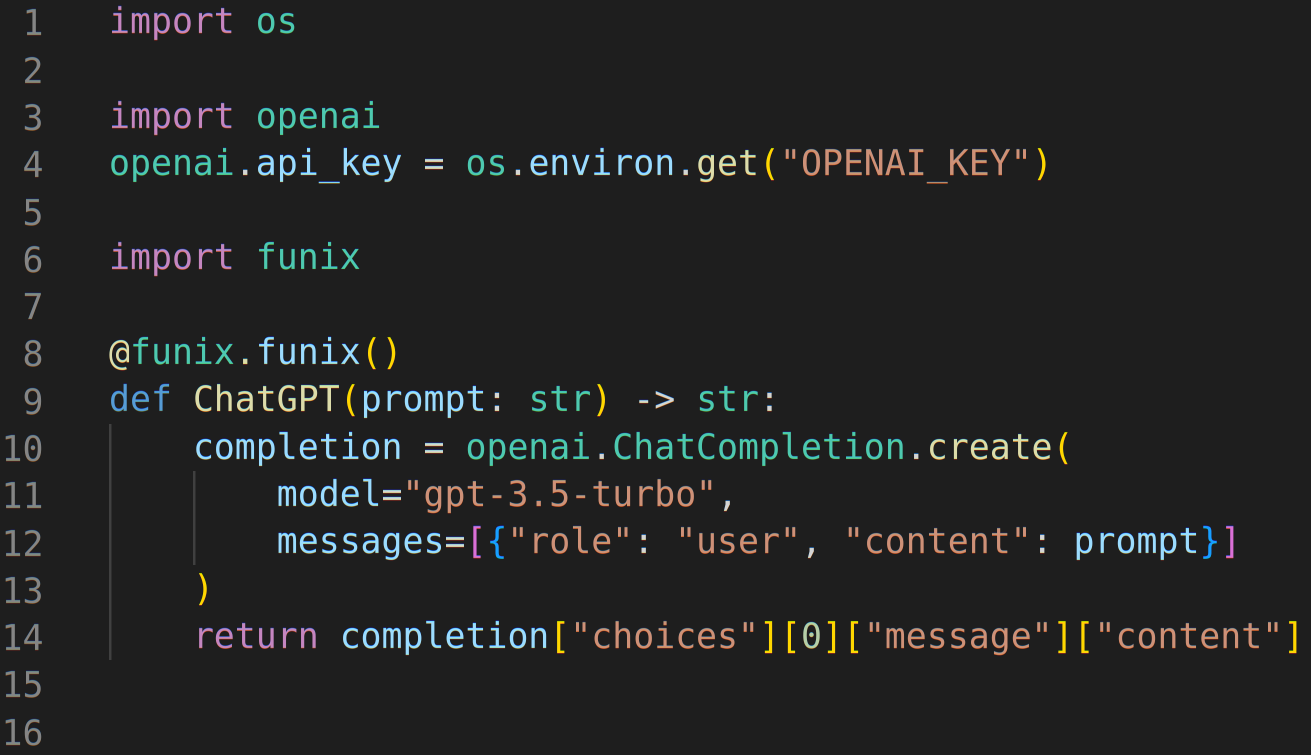 1 import os
2
3 import openai
4 openai.api_key = os.environ.get("OPENAI_KEY")
5
6 import funix
7
8 @funix.funix()
9 def ChatGPT(prompt: str) -> str:
10     completion = openai.ChatCompletion.create(
11         model="gpt-3.5-turbo",
12         messages=[{"role": "user", "content": prompt}]
13     )
14     return completion["choices"][0]["message"]["content"]
15
16